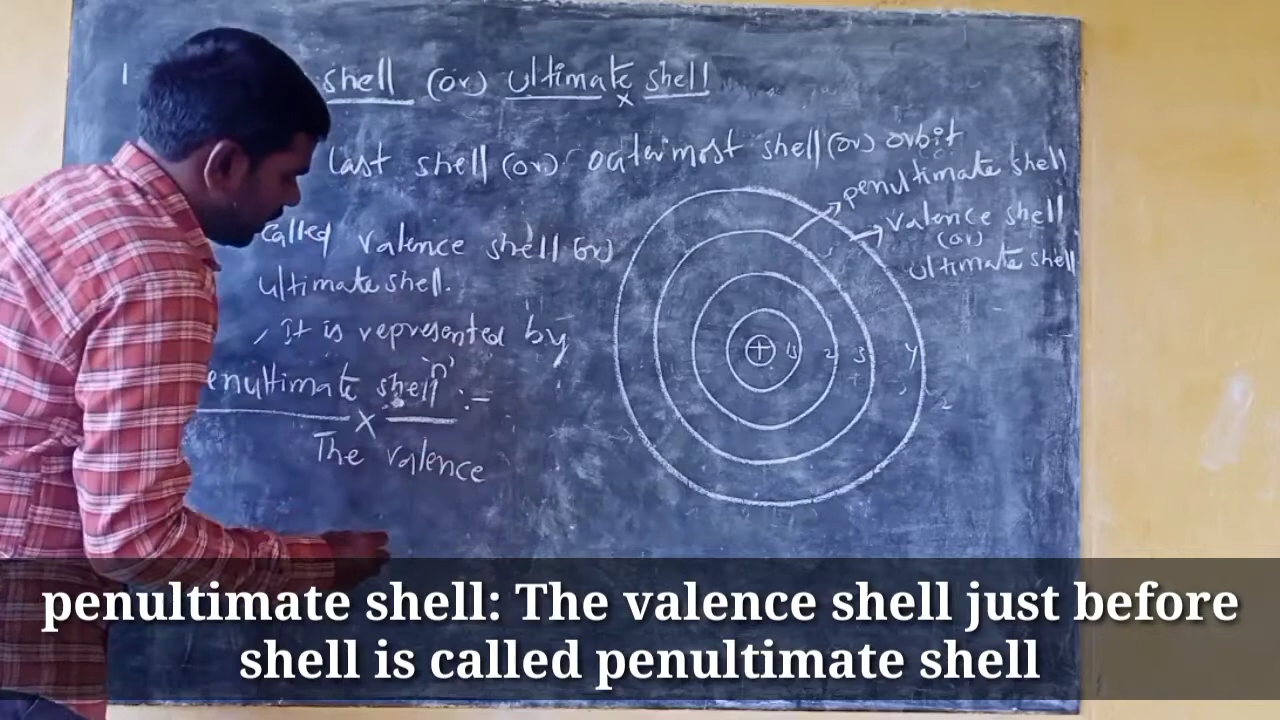 1 shell (or) ultimate shell
last shell (or) outermost shell (or) orbit
called valence shell (or)
ultimate shell.
, It is represented by
'n'
enultimate shell :-
The valence
penultimate shell
valence shell
(or)
ultimate shell
+ 1 2 3 4
penultimate shell: The valence shell just before
shell is called penultimate shell